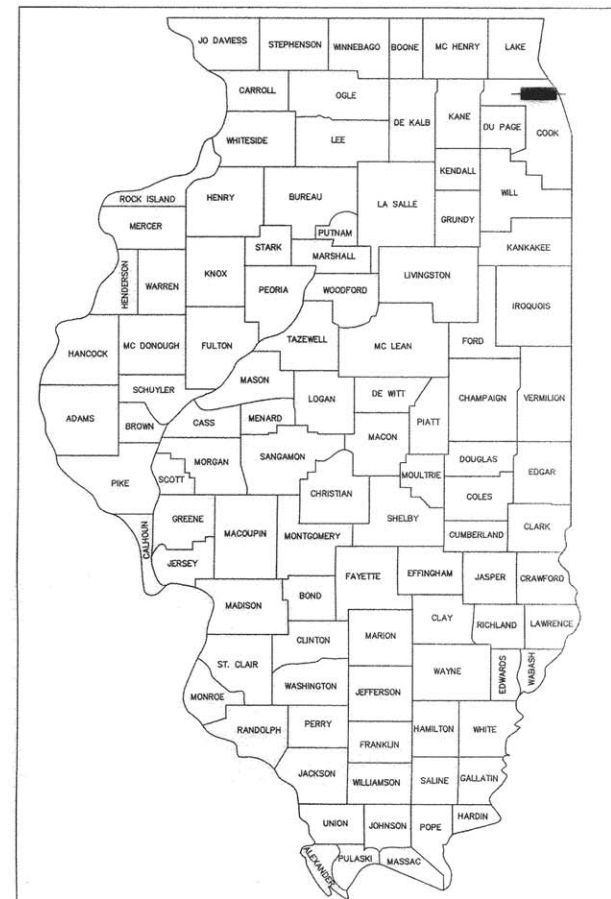 JO DAVIESS
STEPHENSON
WINNEBAGO
BOONE
MC HENRY
LAKE
CARROLL
OGLE
DE KALB
KANE
COOK
DU PAGE
WHITESIDE
LEE
KENDALL
WILL
ROCK ISLAND
HENRY
BUREAU
LA SALLE
GRUNDY
MERCER
PUTNAM
STARK
MARSHALL
KANKAKEE
HENDERSON
WARREN
KNOX
PEORIA
WOODFORD
LIVINGSTON
IROQUOIS
HANCOCK
MC DONOUGH
FULTON
TAZEWELL
MC LEAN
FORD
MASON
SCHUYLER
LOGAN
DE WITT
CHAMPAIGN
VERMILION
ADAMS
BROWN
CASS
MENARD
PIATT
MACON
PIKE
SCOTT
MORGAN
SANGAMON
DOUGLAS
MOULTRIE
EDGAR
CHRISTIAN
COLES
CALHOUN
GREENE
MACOUPIN
MONTGOMERY
SHELBY
CUMBERLAND
CLARK
JERSEY
FAYETTE
EFFINGHAM
JASPER
CRAWFORD
MADISON
BOND
CLAY
RICHLAND
LAWRENCE
CLINTON
MARION
ST. CLAIR
WAYNE
EDWARDS
WABASH
MONROE
WASHINGTON
JEFFERSON
RANDOLPH
PERRY
HAMILTON
WHITE
FRANKLIN
JACKSON
WILLIAMSON
SALINE
GALLATIN
UNION
JOHNSON
POPE
HARDIN
ALEXANDER
PULASKI
MASSAC